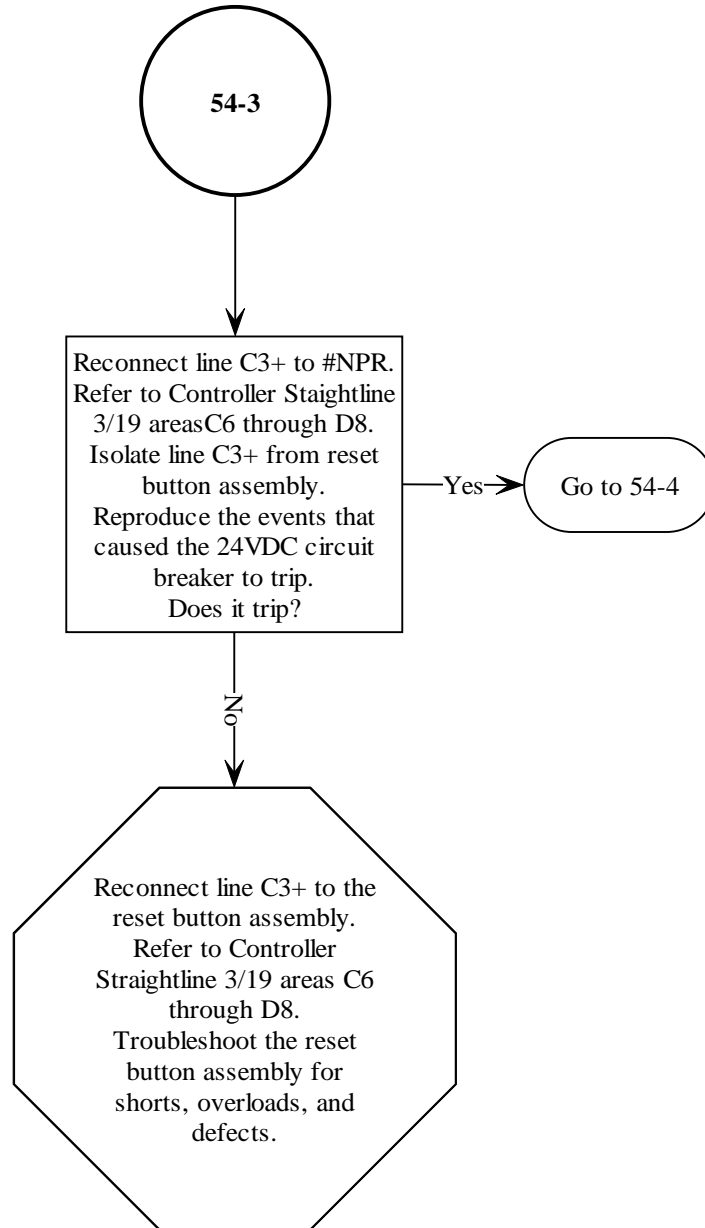 54-3
Reconnect line C3+ to #NPR.
Refer to Controller Staightline
3/19 areasC6 through D8.
Isolate line C3+ from reset
button assembly.
Reproduce the events that
caused the 24VDC circuit
breaker to trip.
Does it trip?
Yes
Go to 54-4
No
Reconnect line C3+ to the
reset button assembly.
Refer to Controller
Straightline 3/19 areas C6
through D8.
Troubleshoot the reset
button assembly for
shorts, overloads, and
defects.